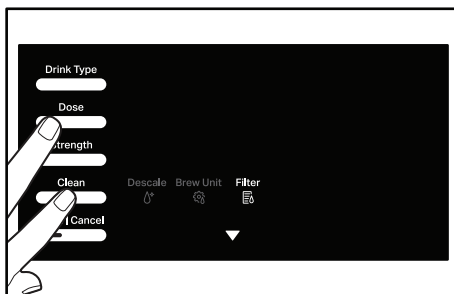 Drink Type
Dose
trength
Clean Descale Brew Unit Filter
Cancel